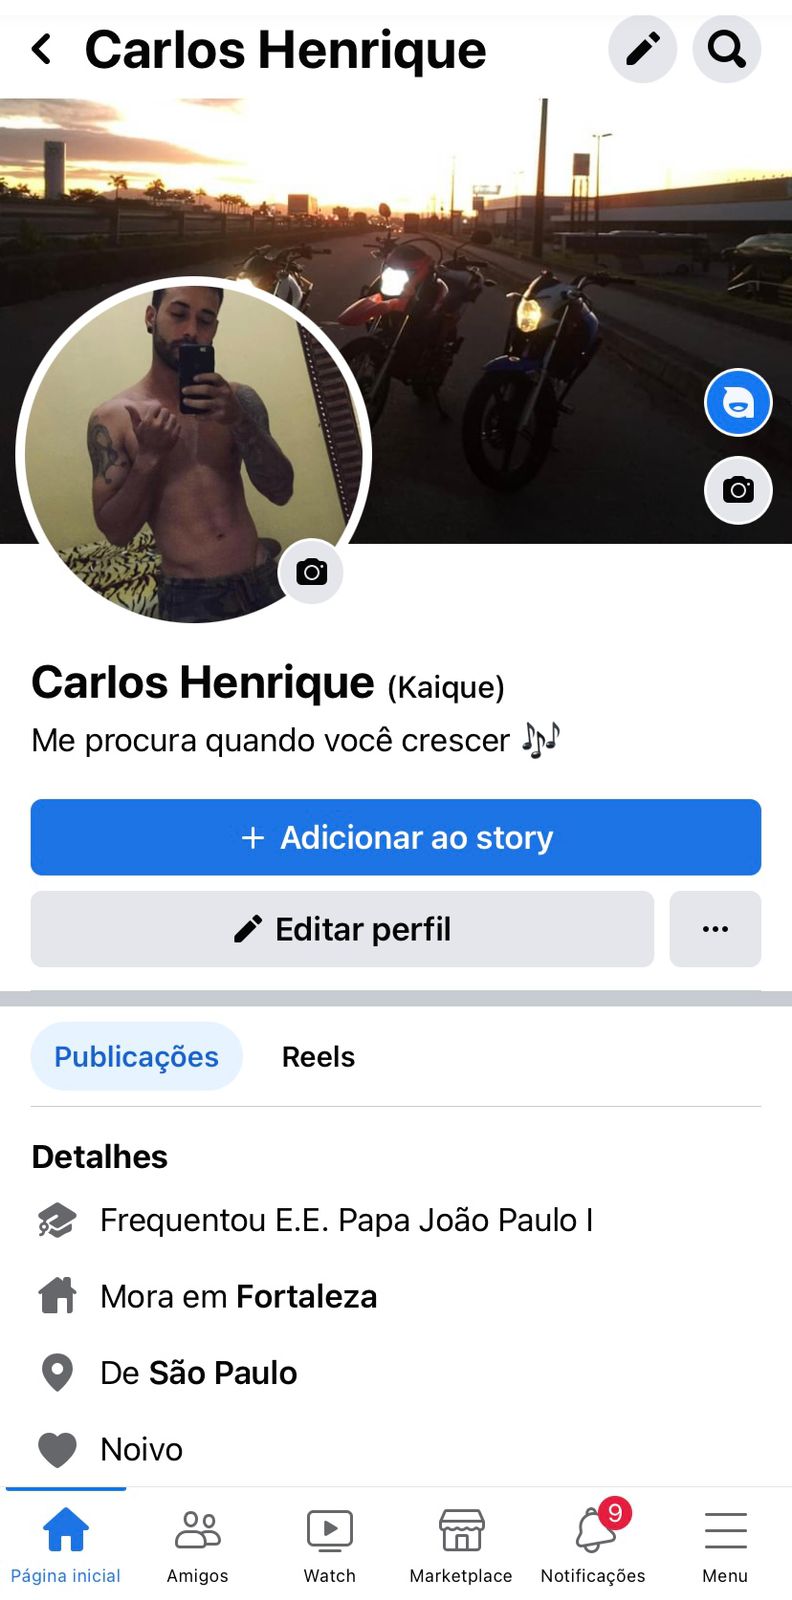 Carlos Henrique
Carlos Henrique (Kaique)
Me procura quando você crescer 🎶
+ Adicionar ao story
Editar perfil
Publicações Reels
Detalhes
Frequentou E.E. Papa João Paulo I
Mora em Fortaleza
De São Paulo
Noivo
9
Página inicial Amigos Watch Marketplace Notificações Menu